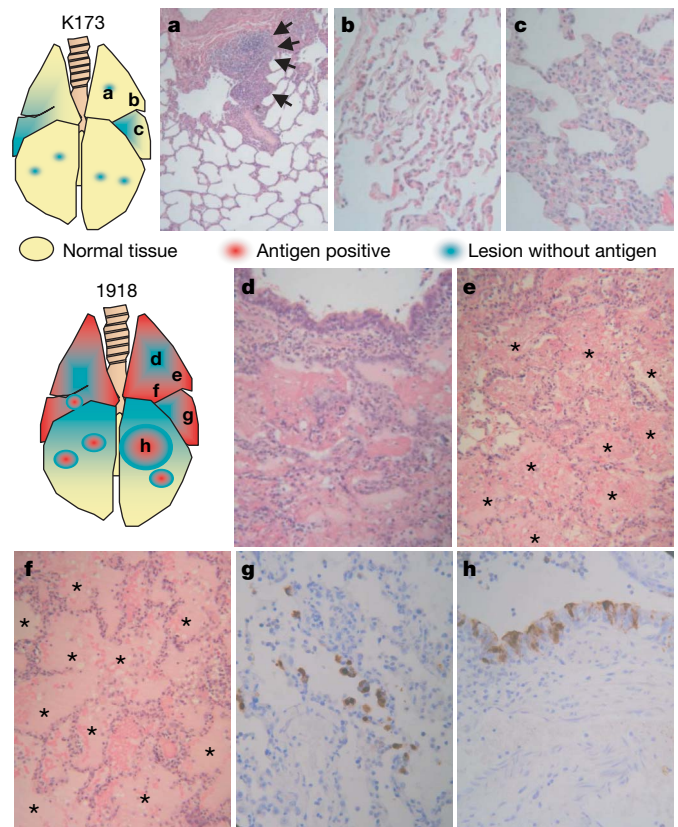 K173
a
b
c
a
b
c
Normal tissue
Antigen positive
Lesion without antigen
1918
d
e
f
g
h
d
e
* * * * * * * * *
f
* * * * * * * * * * *
g
h